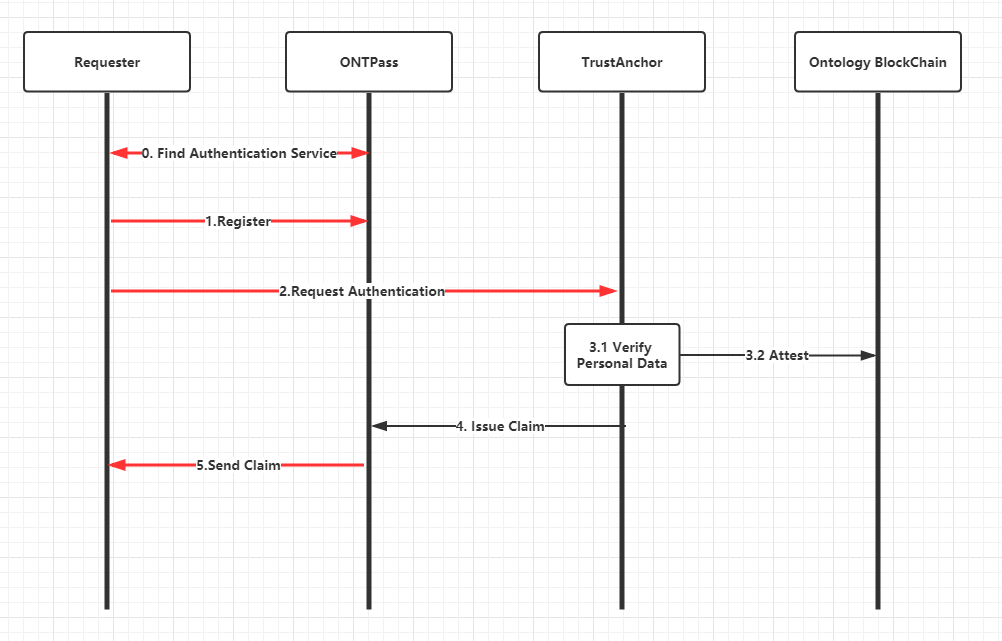 Requester
ONTPass
TrustAnchor
Ontology BlockChain
0. Find Authentication Service
1.Register
2.Request Authentication
3.1 Verify
Personal Data
3.2 Attest
4. Issue Claim
5.Send Claim